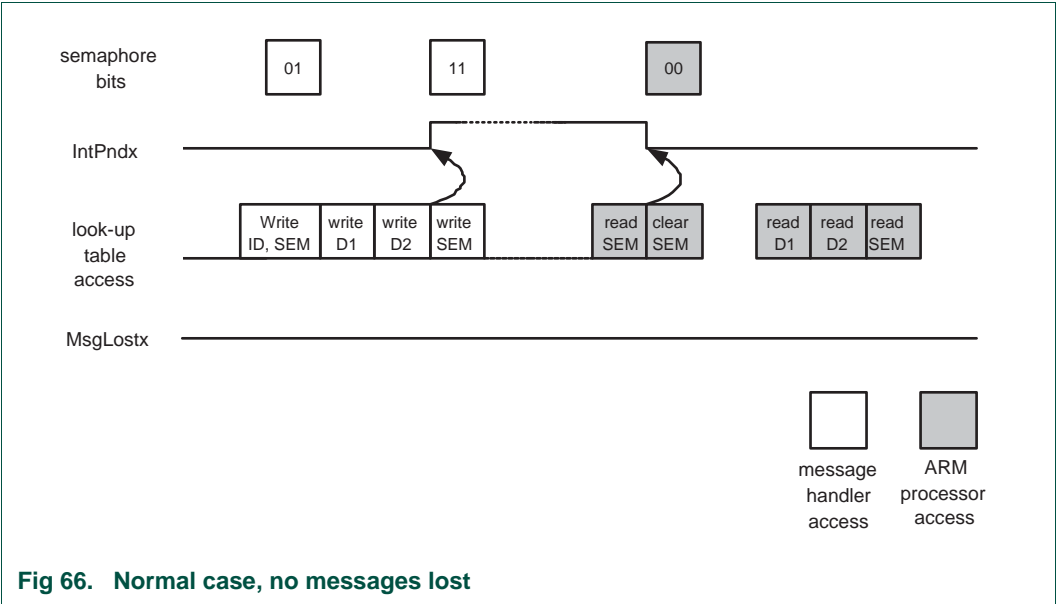 semaphore
bits
01
11
00
IntPndx
look-up
table
access
Write
ID, SEM
write
D1
write
D2
write
SEM
read
SEM
clear
SEM
read
D1
read
D2
read
SEM
MsgLostx
message
handler
access
ARM
processor
access
Fig 66. Normal case, no messages lost